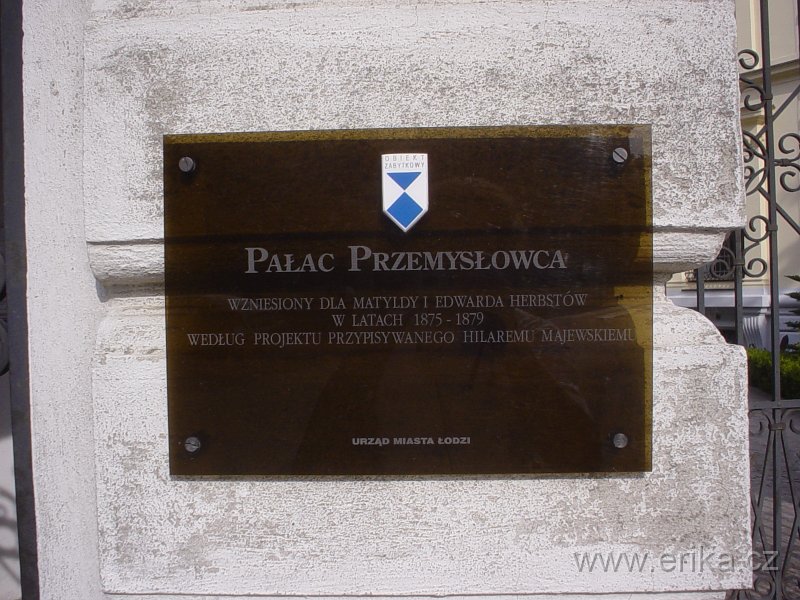 OBIEKT
ZABYTKOWY
PAŁAC PRZEMYSŁOWCA
WZNIESIONY DLA MATYLDY I EDWARDA HERBSTÓW
W LATACH 1875 - 1879
WEDŁUG PROJEKTU PRZYPISYWANEGO HILAREMU MAJEWSKIEMU
URZĄD MIASTA ŁODZI
www.erika.cz